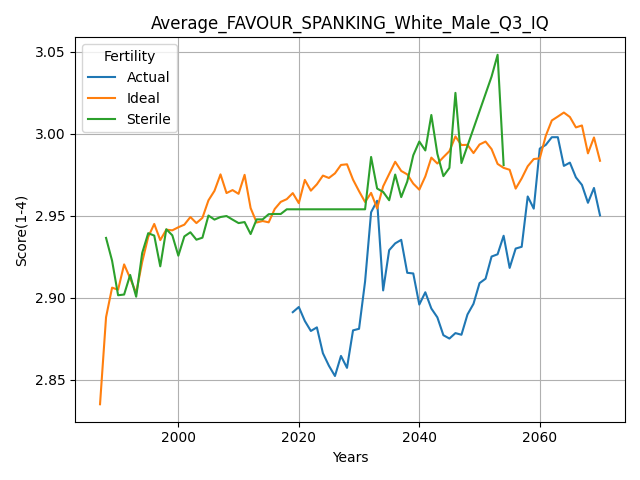 Average_FAVOUR_SPANKING_White_Male_Q3_IQ
Fertility
Actual
Ideal
Sterile
Score(1-4)
3.05
3.00
2.95
2.90
2.85
2000
2020
2040
2060
Years